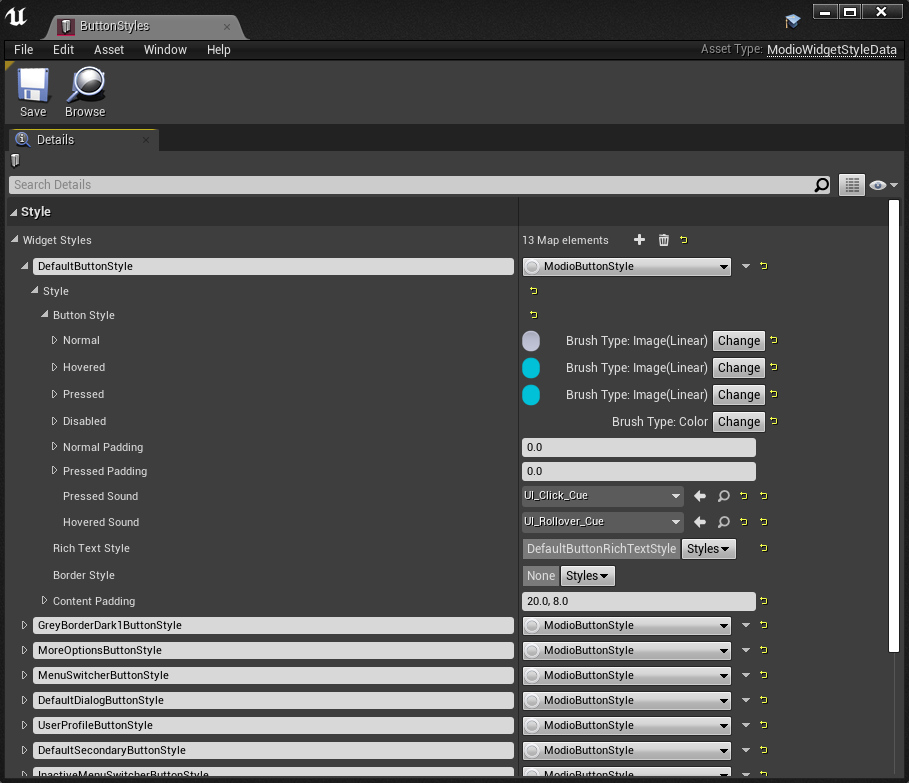 ButtonStyles
File Edit Asset Window Help Asset Type: ModioWidgetStyleData
Save Browse
Details
Search Details
Style
Widget Styles 13 Map elements
DefaultButtonStyle ModioButtonStyle
Style
Button Style
Normal Brush Type: Image(Linear) Change
Hovered Brush Type: Image(Linear) Change
Pressed Brush Type: Image(Linear) Change
Disabled Brush Type: Color Change
Normal Padding 0.0
Pressed Padding 0.0
Pressed Sound UI_Click_Cue
Hovered Sound UI_Rollover_Cue
Rich Text Style DefaultButtonRichTextStyle Styles
Border Style None Styles
Content Padding 20.0, 8.0
GreyBorderDark1ButtonStyle ModioButtonStyle
MoreOptionsButtonStyle ModioButtonStyle
MenuSwitcherButtonStyle ModioButtonStyle
DefaultDialogButtonStyle ModioButtonStyle
UserProfileButtonStyle ModioButtonStyle
DefaultSecondaryButtonStyle ModioButtonStyle
InactiveMenuSwitcherButtonStyle ModioButtonStyle